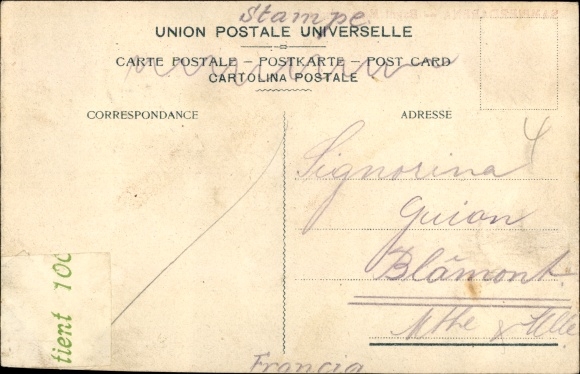 Stampe
UNION POSTALE UNIVERSELLE
CARTE POSTALE – POSTKARTE – POST CARD
CARTOLINA POSTALE
CORRESPONDANCE
ADRESSE
4
Signorina
Guion
Blâmont
Mthe & Mlle
Francia
tient 100